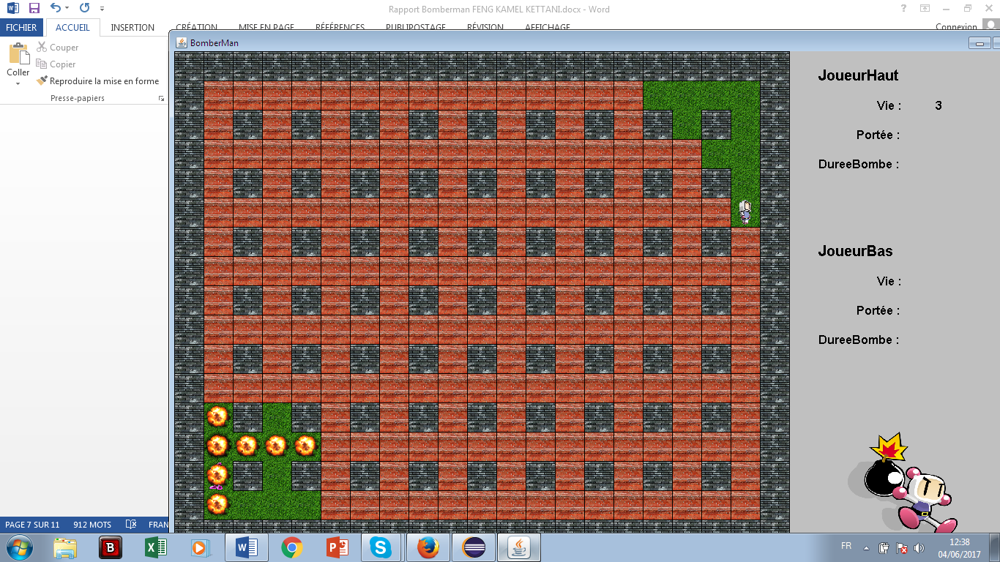 Rapport Bomberman FENG KAMEL KETTANI.docx - Word
FICHIER ACCUEIL INSERTION CRÉATION MISE EN PAGE RÉFÉRENCES PUBLIPOSTAGE RÉVISION AFFICHAGE Connexion
BomberMan
Couper
Copier
Coller
Reproduire la mise en forme
Presse-papiers
JoueurHaut
Vie : 3
Portée :
DureeBombe :
JoueurBas
Vie :
Portée :
DureeBombe :
PAGE 7 SUR 11 912 MOTS FRAN
FR
12:38
04/06/2017